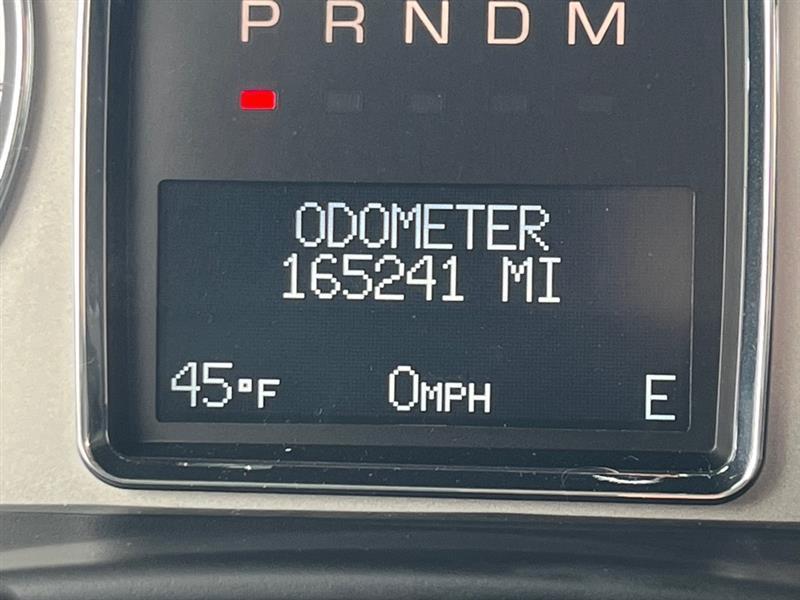 P R N D M
ODOMETER
165241 MI
45°F 0MPH E